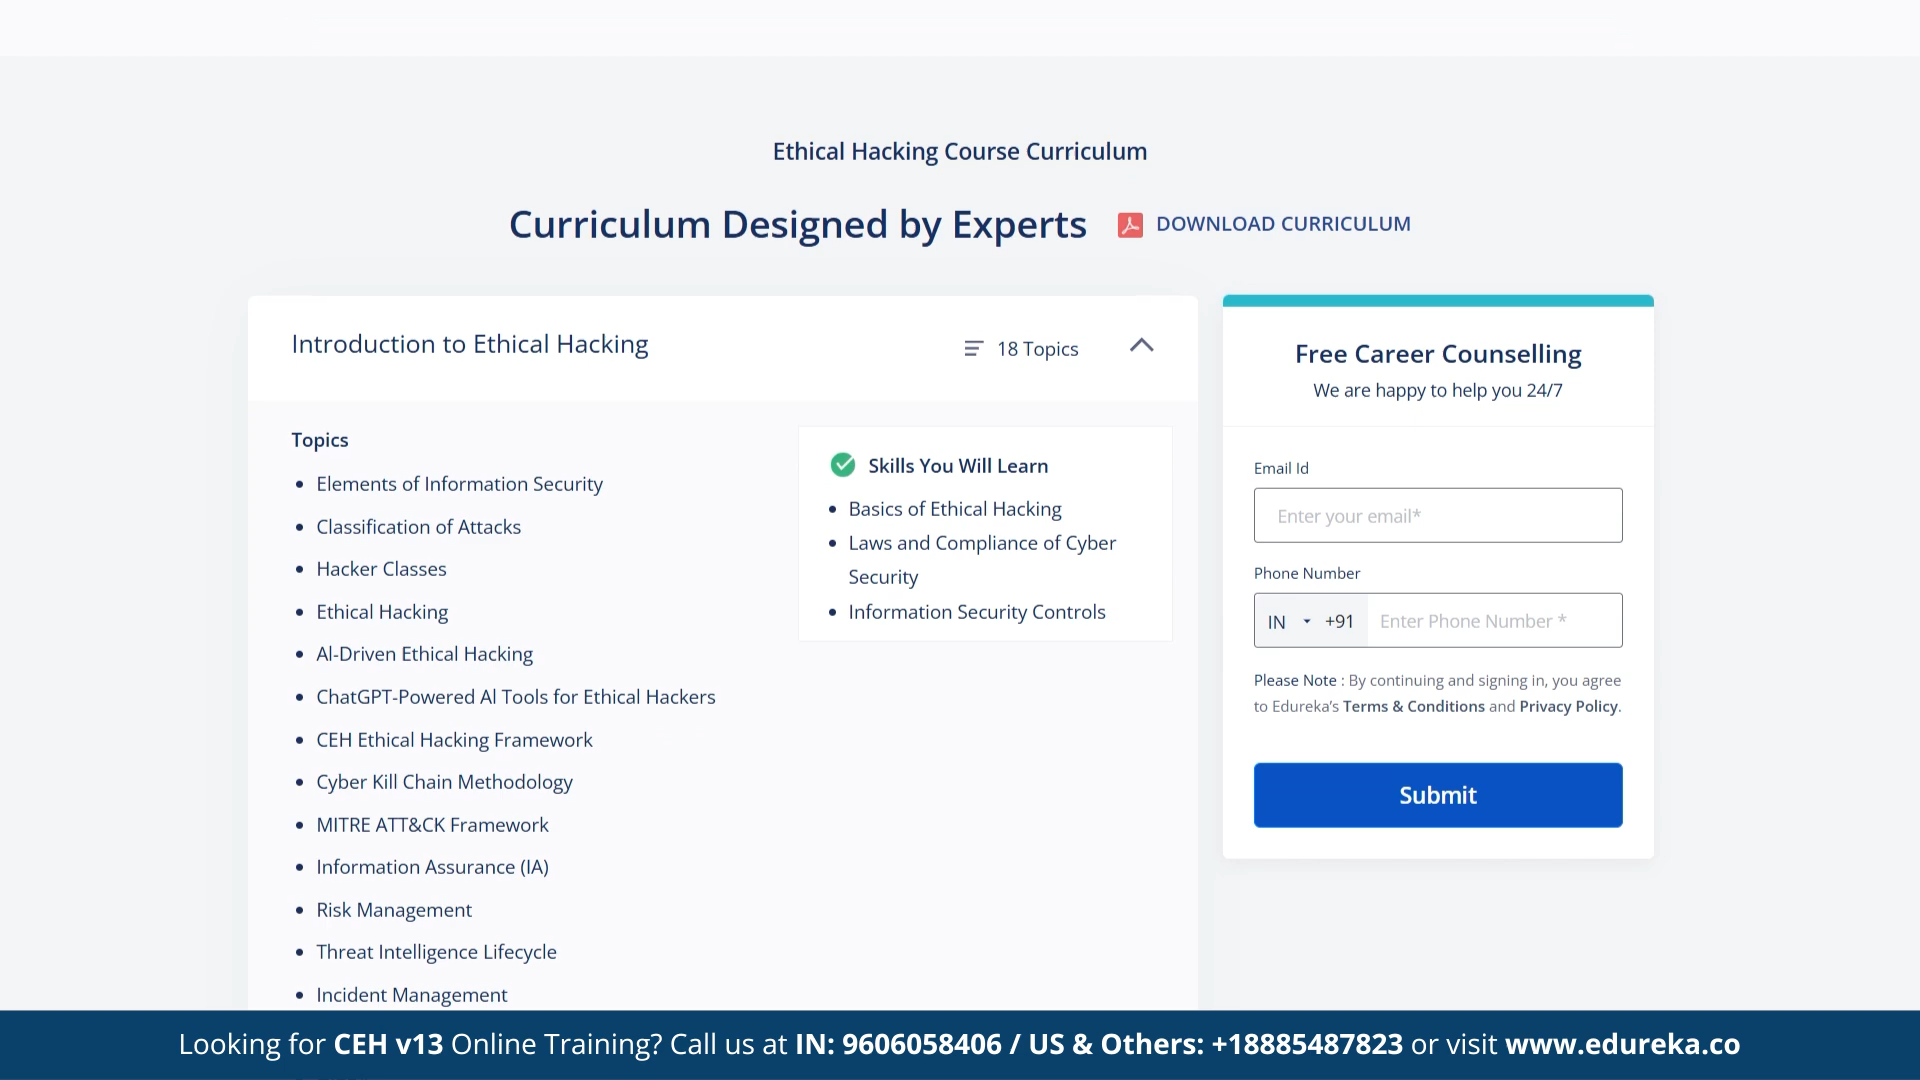 Ethical Hacking Course Curriculum
Curriculum Designed by Experts
DOWNLOAD CURRICULUM
Introduction to Ethical Hacking
18 Topics
Topics
Elements of Information Security
Classification of Attacks
Hacker Classes
Ethical Hacking
Al-Driven Ethical Hacking
ChatGPT-Powered Al Tools for Ethical Hackers
CEH Ethical Hacking Framework
Cyber Kill Chain Methodology
MITRE ATT&CK Framework
Information Assurance (IA)
Risk Management
Threat Intelligence Lifecycle
Incident Management
Skills You Will Learn
Basics of Ethical Hacking
Laws and Compliance of Cyber
Security
Information Security Controls
Free Career Counselling
We are happy to help you 24/7
Email Id
Enter your email*
Phone Number
IN +91 Enter Phone Number *
Please Note : By continuing and signing in, you agree
to Edureka’s Terms & Conditions and Privacy Policy.
Submit
Looking for CEH v13 Online Training? Call us at IN: 9606058406 / US & Others: +18885487823 or visit www.edureka.co